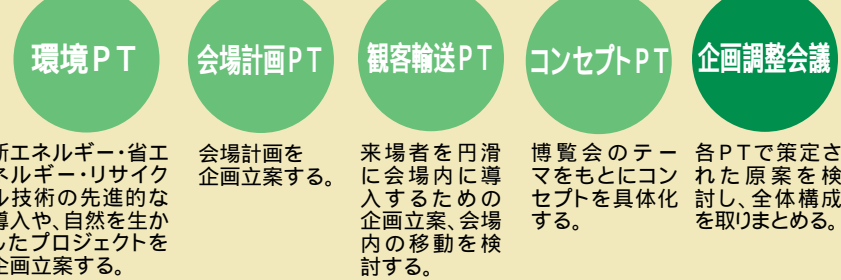 環境PT
新エネルギー・省エ
ネルギー・リサイク
ル技術の先進的な
導入や、自然を生か
したプロジェクトを
企画立案する。
会場計画PT
会場計画を
企画立案する。
観客輸送PT
来場者を円滑
に会場内に導
入するための
企画立案、会場
内の移動を検
討する。
コンセプトPT
博覧会のテー
マをもとにコン
セプトを具体化
する。
企画調整会議
各PTで策定さ
れた原案を検
討し、全体構成
を取りまとめる。